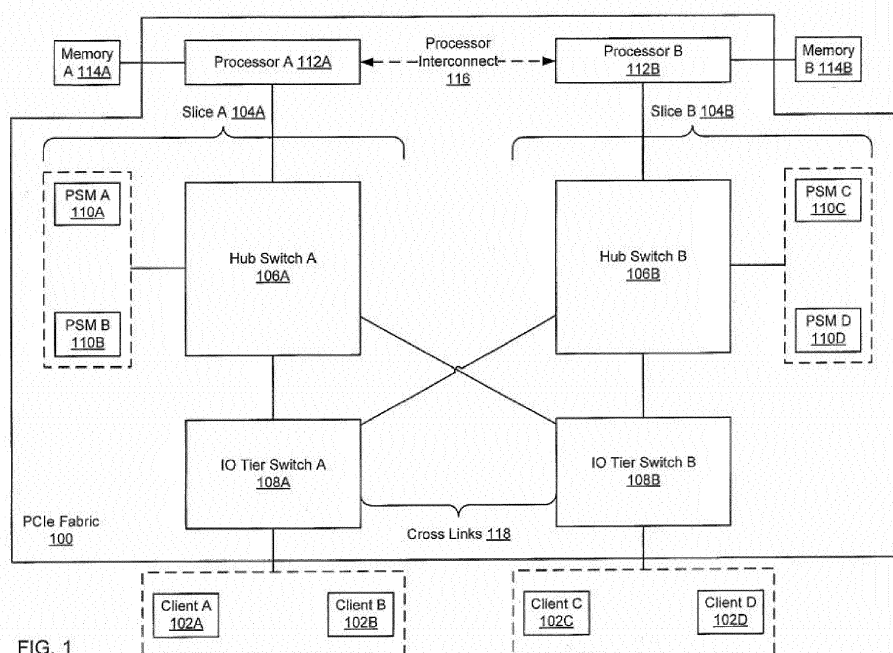 Memory
A 114A
Processor A 112A
Processor
Interconnect
116
Processor B
112B
Memory
B 114B
Slice A 104A
Slice B 104B
PSM A
110A
PSM B
110B
Hub Switch A
106A
Hub Switch B
106B
PSM C
110C
PSM D
110D
IO Tier Switch A
108A
IO Tier Switch B
108B
Cross Links 118
PCIe Fabric
100
Client A
102A
Client B
102B
Client C
102C
Client D
102D
FIG. 1